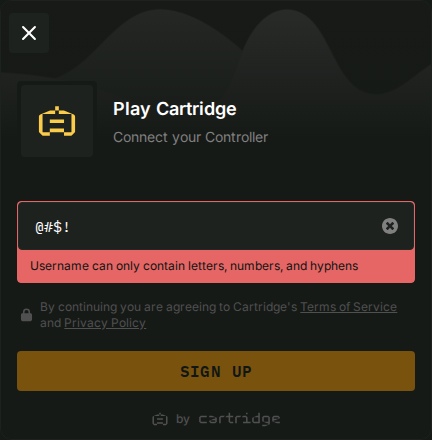 Play Cartridge
Connect your Controller
@#$!
Username can only contain letters, numbers, and hyphens
By continuing you are agreeing to Cartridge's Terms of Service
and Privacy Policy
SIGN UP
by cartridge